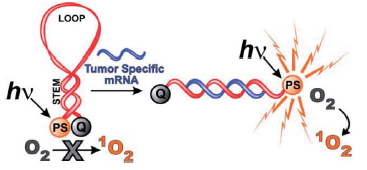 LOOP
STEM
Tumor Specific
mRNA
hν
PS
Q
O₂
X
¹O₂
Q
hν
PS
O₂
¹O₂